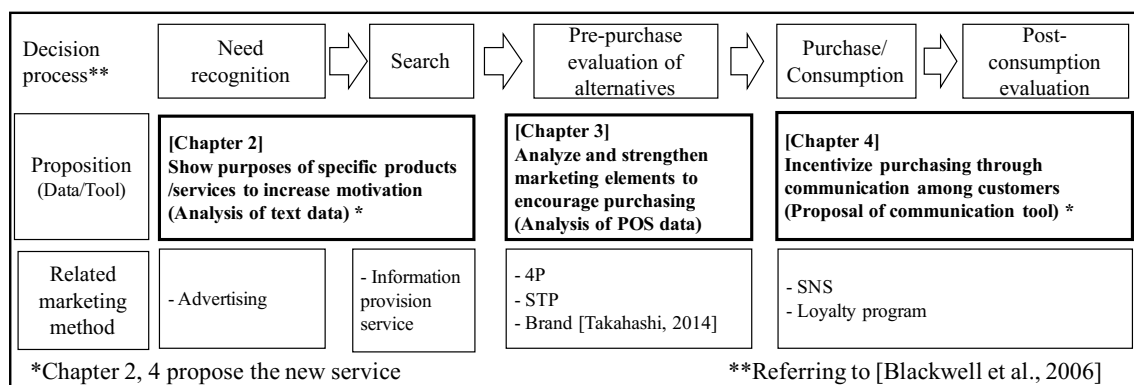 Decision
process**
Need
recognition
Search
Pre-purchase
evaluation of
alternatives
Purchase/
Consumption
Post-
consumption
evaluation
Proposition
(Data/Tool)
[Chapter 2]
Show purposes of specific products
/services to increase motivation
(Analysis of text data) *
[Chapter 3]
Analyze and strengthen
marketing elements to
encourage purchasing
(Analysis of POS data)
[Chapter 4]
Incentivize purchasing through
communication among customers
(Proposal of communication tool) *
Related
marketing
method
- Advertising
- Information
provision
service
- 4P
- STP
- Brand [Takahashi, 2014]
- SNS
- Loyalty program
*Chapter 2, 4 propose the new service
**Referring to [Blackwell et al., 2006]